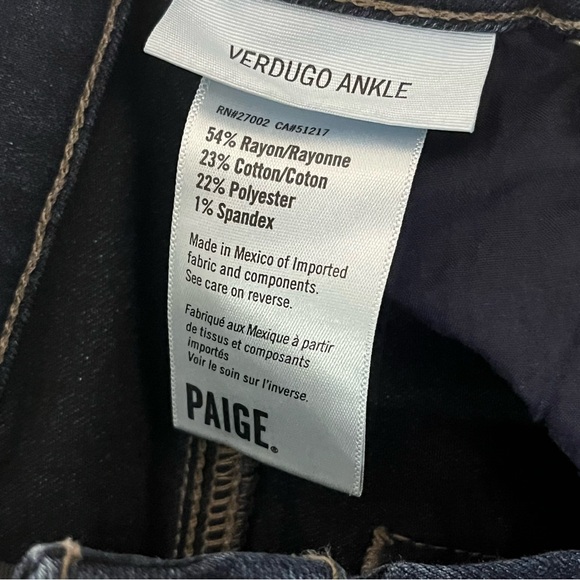 VERDUGO ANKLE
RN#27002 CA#51217
54% Rayon/Rayonne
23% Cotton/Coton
22% Polyester
1% Spandex
Made in Mexico of Imported
fabric and components.
See care on reverse.
Fabriqué aux Mexique à partir
de tissus et composants
importés
Voir le soin sur l'inverse.
PAIGE®